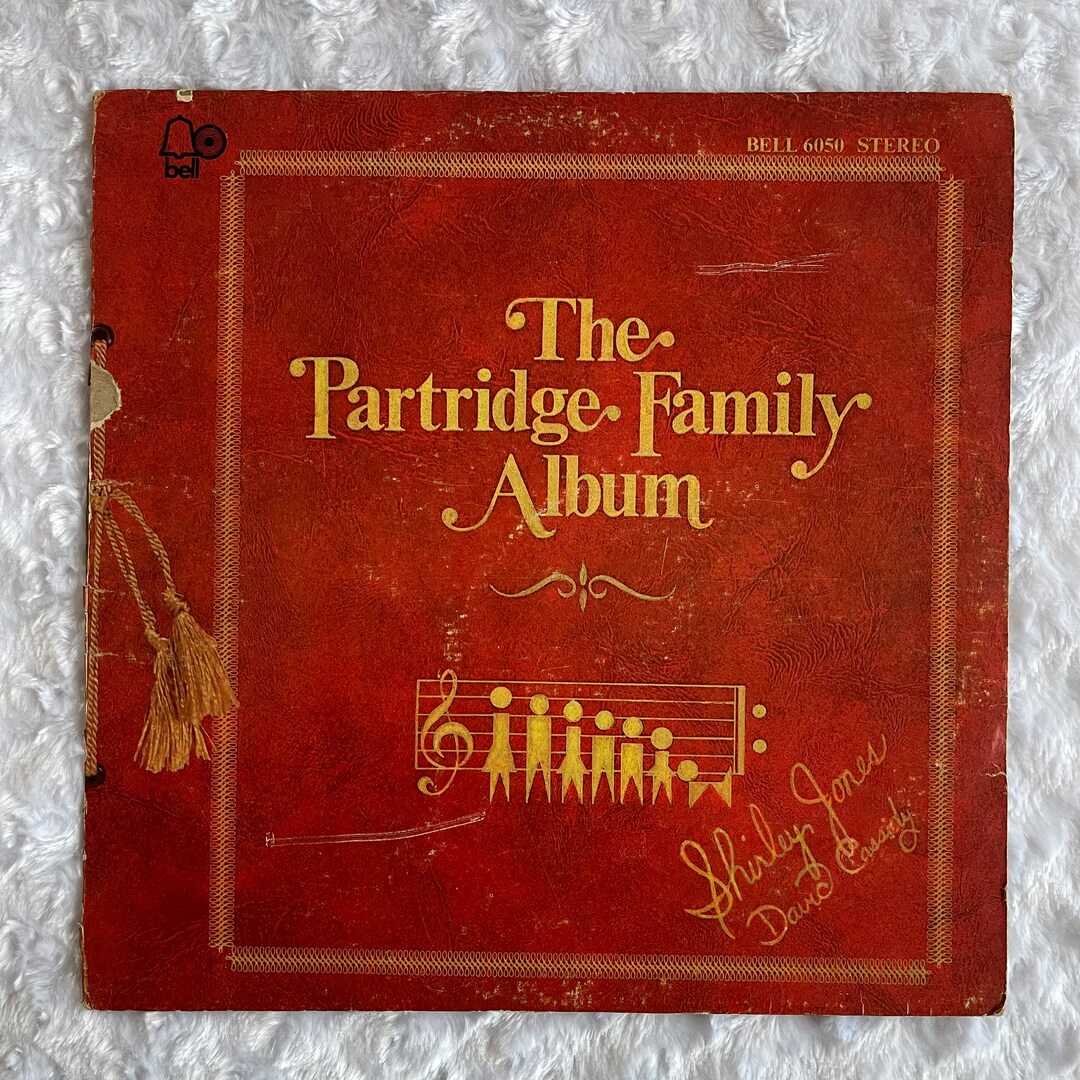 bell
BELL 6050 STEREO
The
Partridge Family
Album
Shirley Jones
David Cassidy